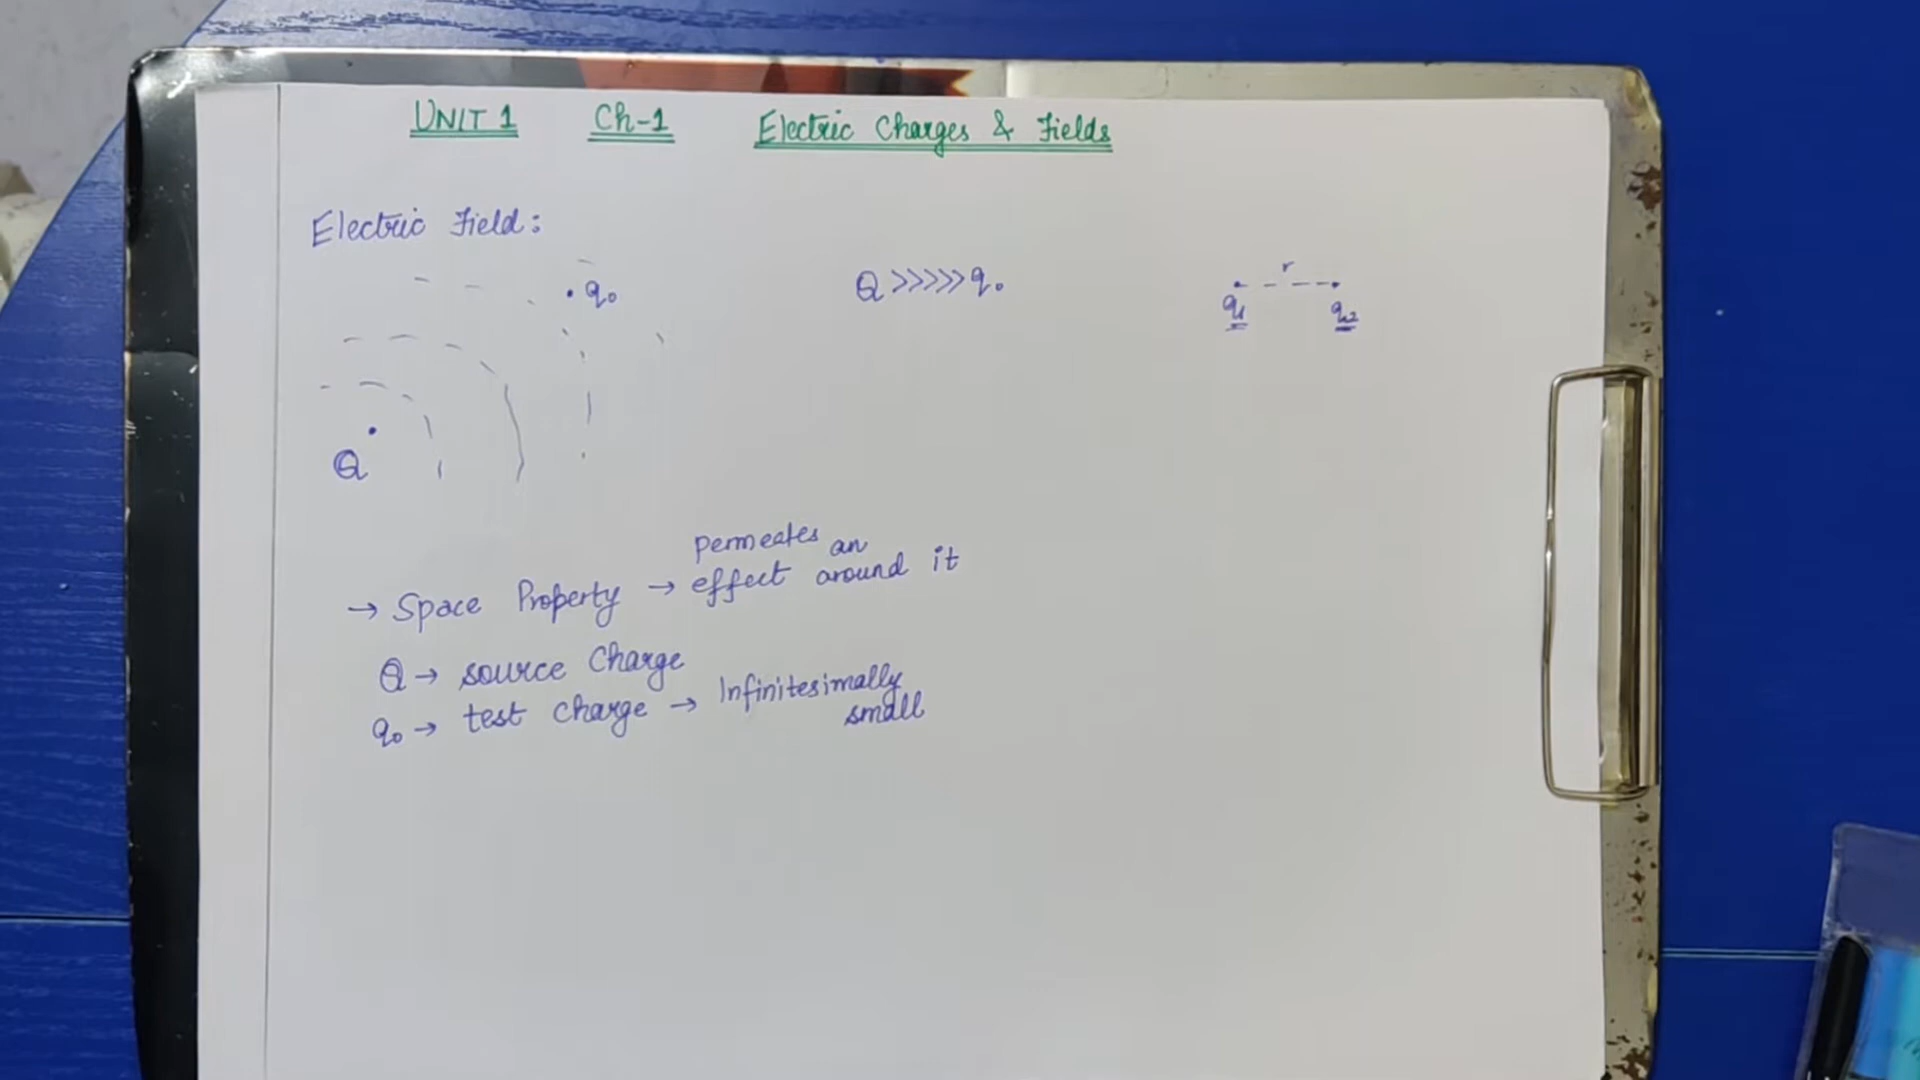 UNIT 1 Ch-1 Electric Charges & Fields
Electric Field:
q₀
Q >>>>> q₀
r
q₁ q₂
Q
permeates an
→ Space Property → effect around it
Q → source Charge
q₀ → test charge → Infinitesimally
small